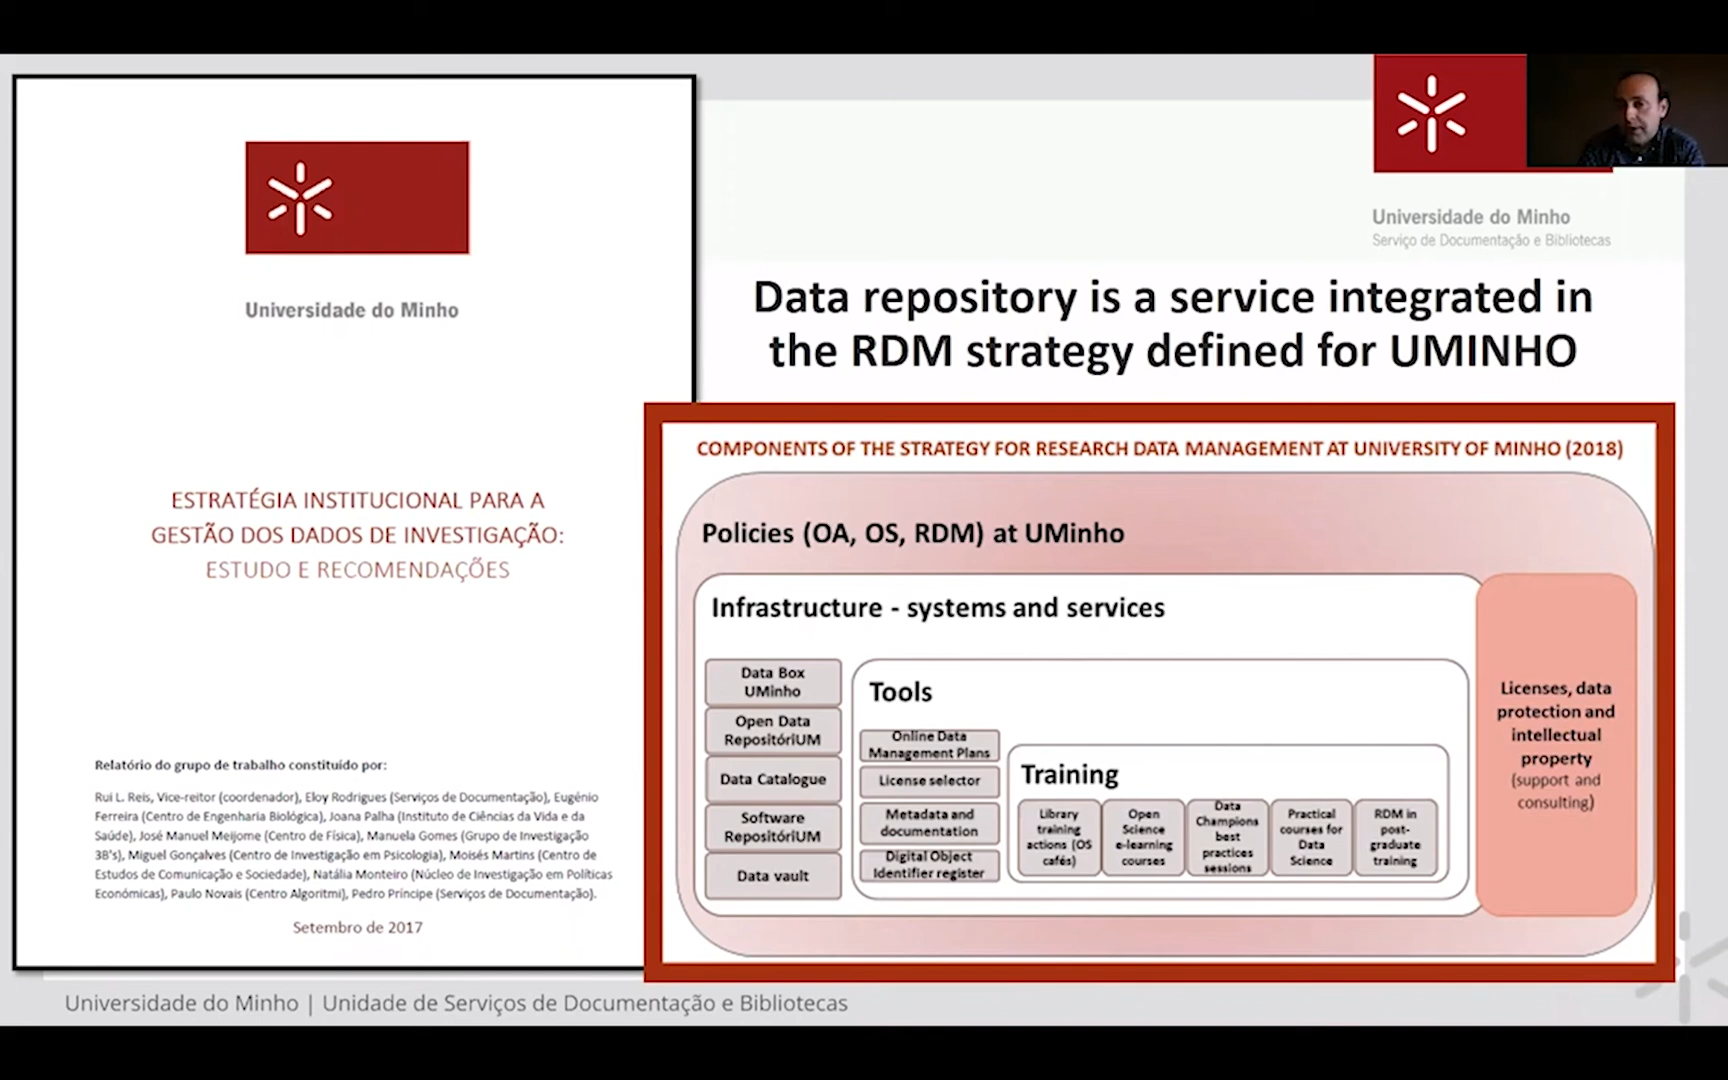 Universidade do Minho
ESTRATÉGIA INSTITUCIONAL PARA A
GESTÃO DOS DADOS DE INVESTIGAÇÃO:
ESTUDO E RECOMENDAÇÕES
Relatório do grupo de trabalho constituído por:
Rui L. Reis, Vice-reitor (coordenador), Eloy Rodrigues (Serviços de Documentação), Eugénio
Ferreira (Centro de Engenharia Biológica), Joana Palha (Instituto de Ciências da Vida e da
Saúde), José Manuel Meijome (Centro de Física), Manuela Gomes (Grupo de Investigação
3B's), Miguel Gonçalves (Centro de Investigação em Psicologia), Moisés Martins (Centro de
Estudos de Comunicação e Sociedade), Natália Monteiro (Núcleo de Investigação em Políticas
Económicas), Paulo Novais (Centro Algoritmi), Pedro Príncipe (Serviços de Documentação).
Setembro de 2017
Universidade do Minho
Serviço de Documentação e Bibliotecas
Data repository is a service integrated in
the RDM strategy defined for UMINHO
COMPONENTS OF THE STRATEGY FOR RESEARCH DATA MANAGEMENT AT UNIVERSITY OF MINHO (2018)
Policies (OA, OS, RDM) at UMinho
Infrastructure - systems and services
Data Box
UMinho
Open Data
RepositóriUM
Data Catalogue
Software
RepositóriUM
Data vault
Tools
Online Data
Management Plans
License selector
Metadata and
documentation
Digital Object
Identifier register
Training
Library
training
actions (OS
cafés)
Open
Science
e-learning
courses
Data
Champions
best
practices
sessions
Practical
courses for
Data
Science
RDM in
post-
graduate
training
Licenses, data
protection and
intellectual
property
(support and
consulting)
Universidade do Minho | Unidade de Serviços de Documentação e Bibliotecas